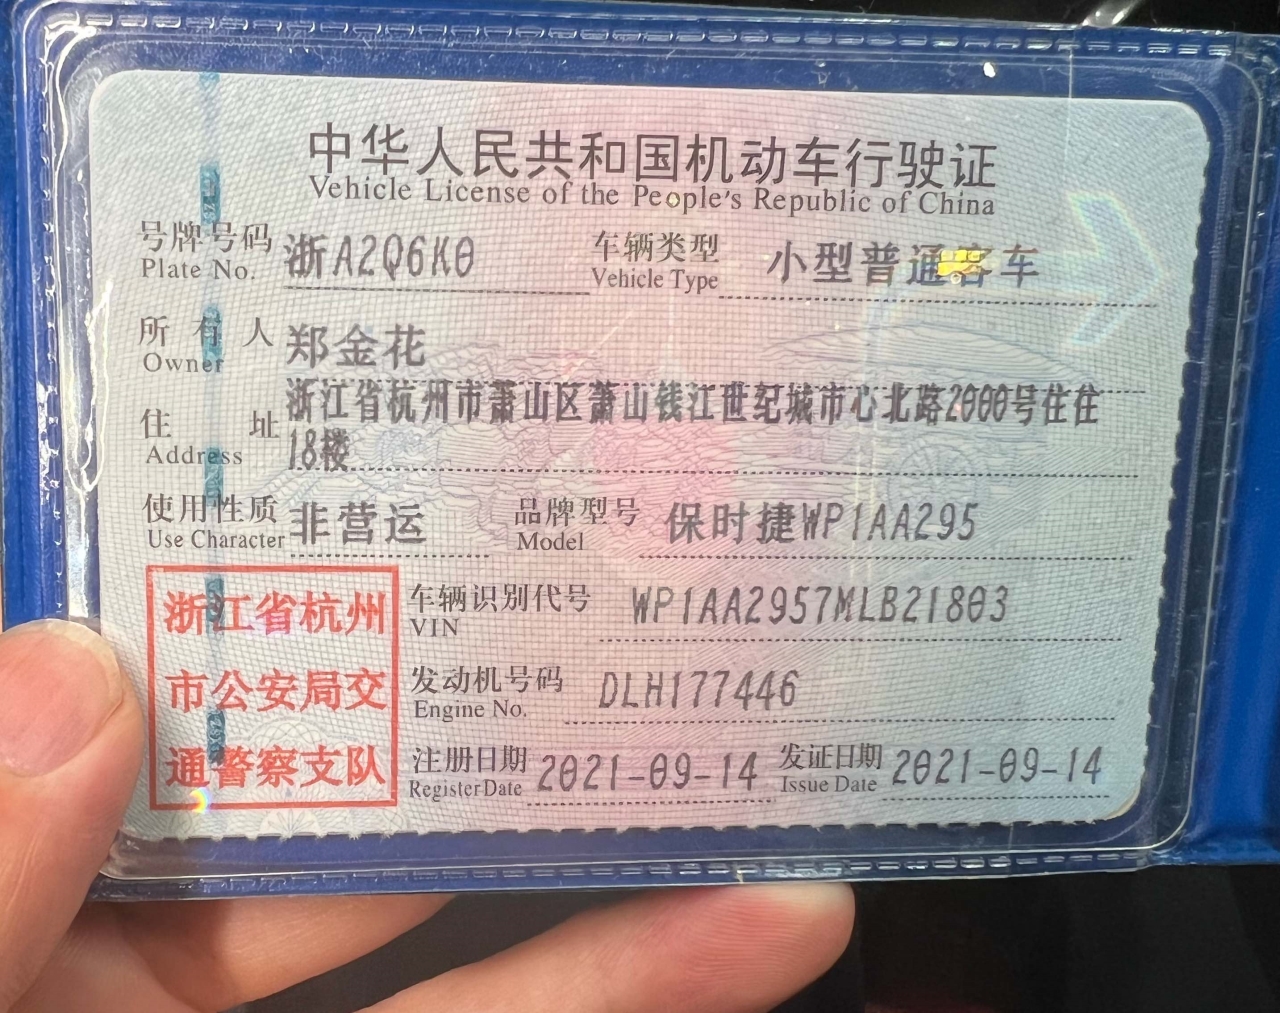 中华人民共和国机动车行驶证
Vehicle License of the People's Republic of China
号牌号码 浙A2Q6K0 车辆类型 小型普通客车
Plate No. Vehicle Type
所有人 郑金花
Owner
住址 浙江省杭州市萧山区萧山钱江世纪城市心北路2000号住住
Address 18楼
使用性质 非营运 品牌型号 保时捷WP1AA295
Use Character Model
车辆识别代号 WP1AA2957MLB21803
VIN
发动机号码 DLH177446
Engine No.
注册日期 2021-09-14 发证日期 2021-09-14
Register Date Issue Date
浙江省杭州
市公安局交
通警察支队